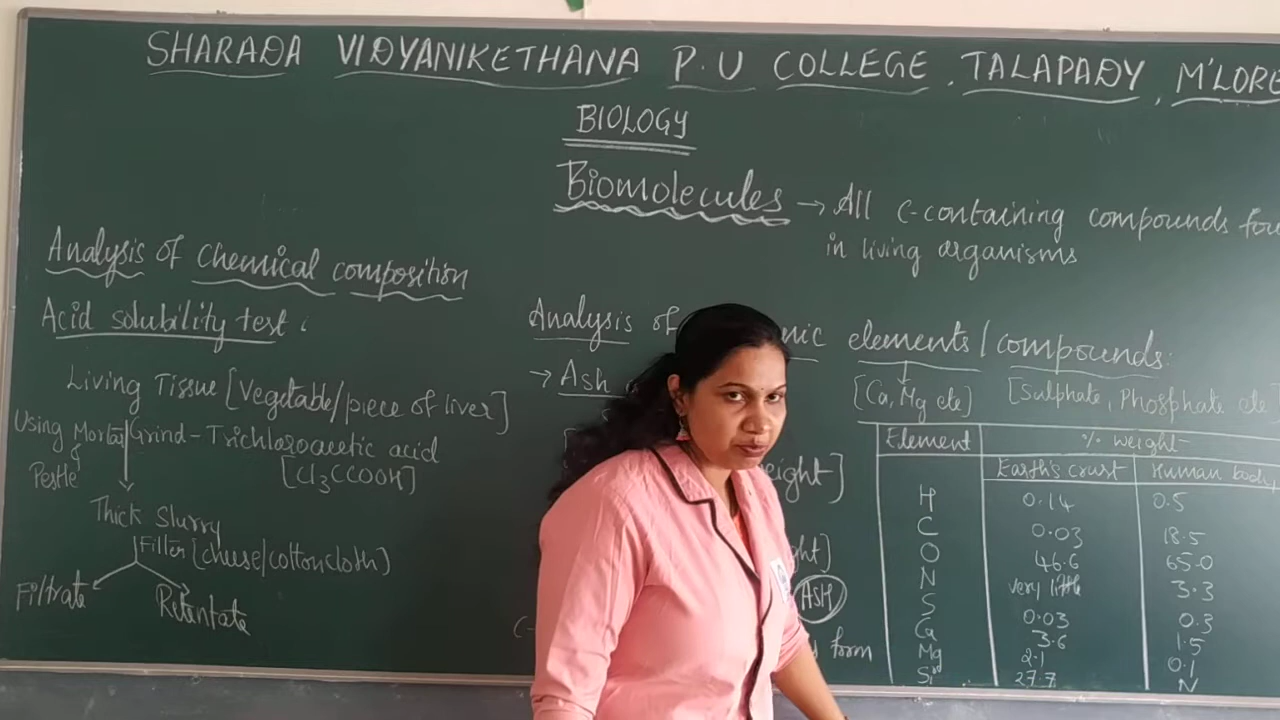 SHARADA VIDYANIKETHANA P.U COLLEGE, TALAPADY, M'LORE
BIOLOGY
Biomolecules → All C-containing compounds fou
in living organisms
Analysis of chemical composition
Acid solubility test :
Living Tissue [Vegetable/piece of liver]
Using Mortar Grind - Trichloroacetic acid
& Pestle [Cl3CCOOH]
Thick Slurry
Filter (cheese/cotton cloth)
Filtrate Retentate
Analysis of nic elements / compounds:
→ Ash
[Ca, Mg etc] [Sulphate, Phosphate etc
ight]
ght]
ASH
form
Element % weight
Earth's crust Human body
H 0.14 0.5
C 0.03 18.5
O 46.6 65.0
N very little 3.3
S 0.03 0.3
Ca 3.6 1.5
Mg 2.1 0.1
Si 27.7 N